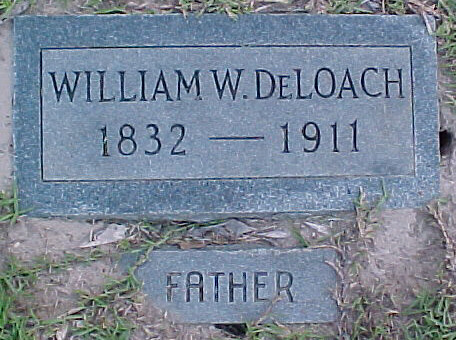 WILLIAM W. DeLOACH
1832 — 1911
FATHER